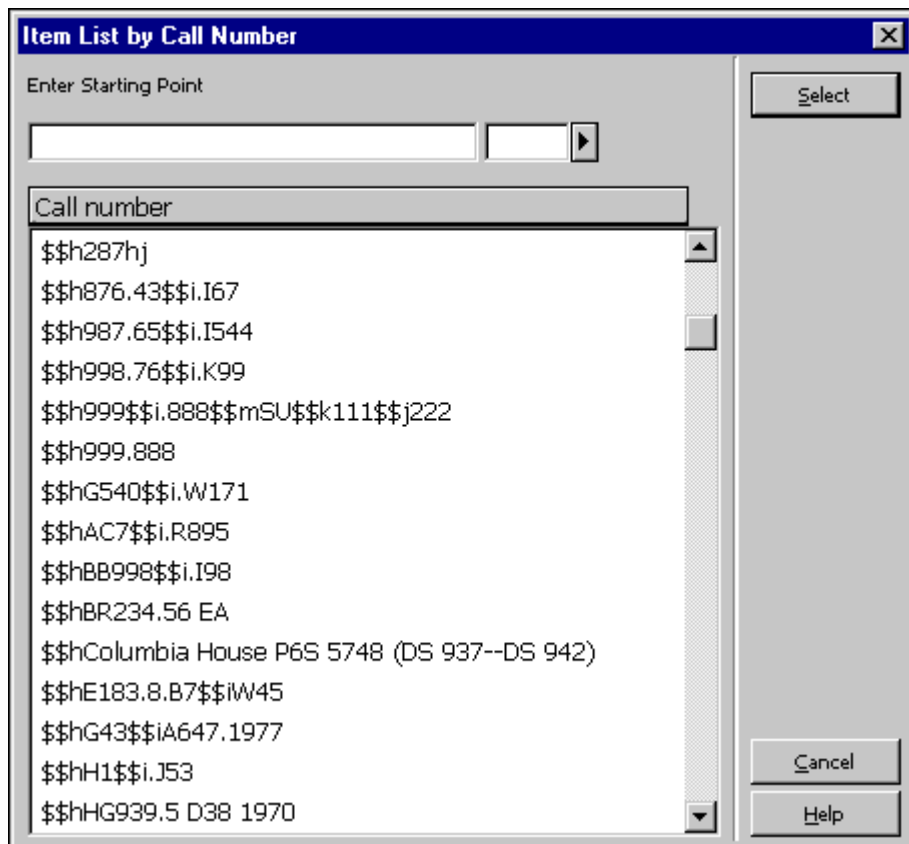 Item List by Call Number
Enter Starting Point
Select
Call number
$$h287hj
$$h876.43$$i.I67
$$h987.65$$i.I544
$$h998.76$$i.K99
$$h999$$i.888$$mSU$$k111$$j222
$$h999.888
$$hG540$$i.W171
$$hAC7$$i.R895
$$hBB998$$i.I98
$$hBR234.56 EA
$$hColumbia House P6S 5748 (DS 937--DS 942)
$$hE183.8.B7$$iW45
$$hG43$$iA647.1977
$$hH1$$i.J53
$$hHG939.5 D38 1970
Cancel
Help